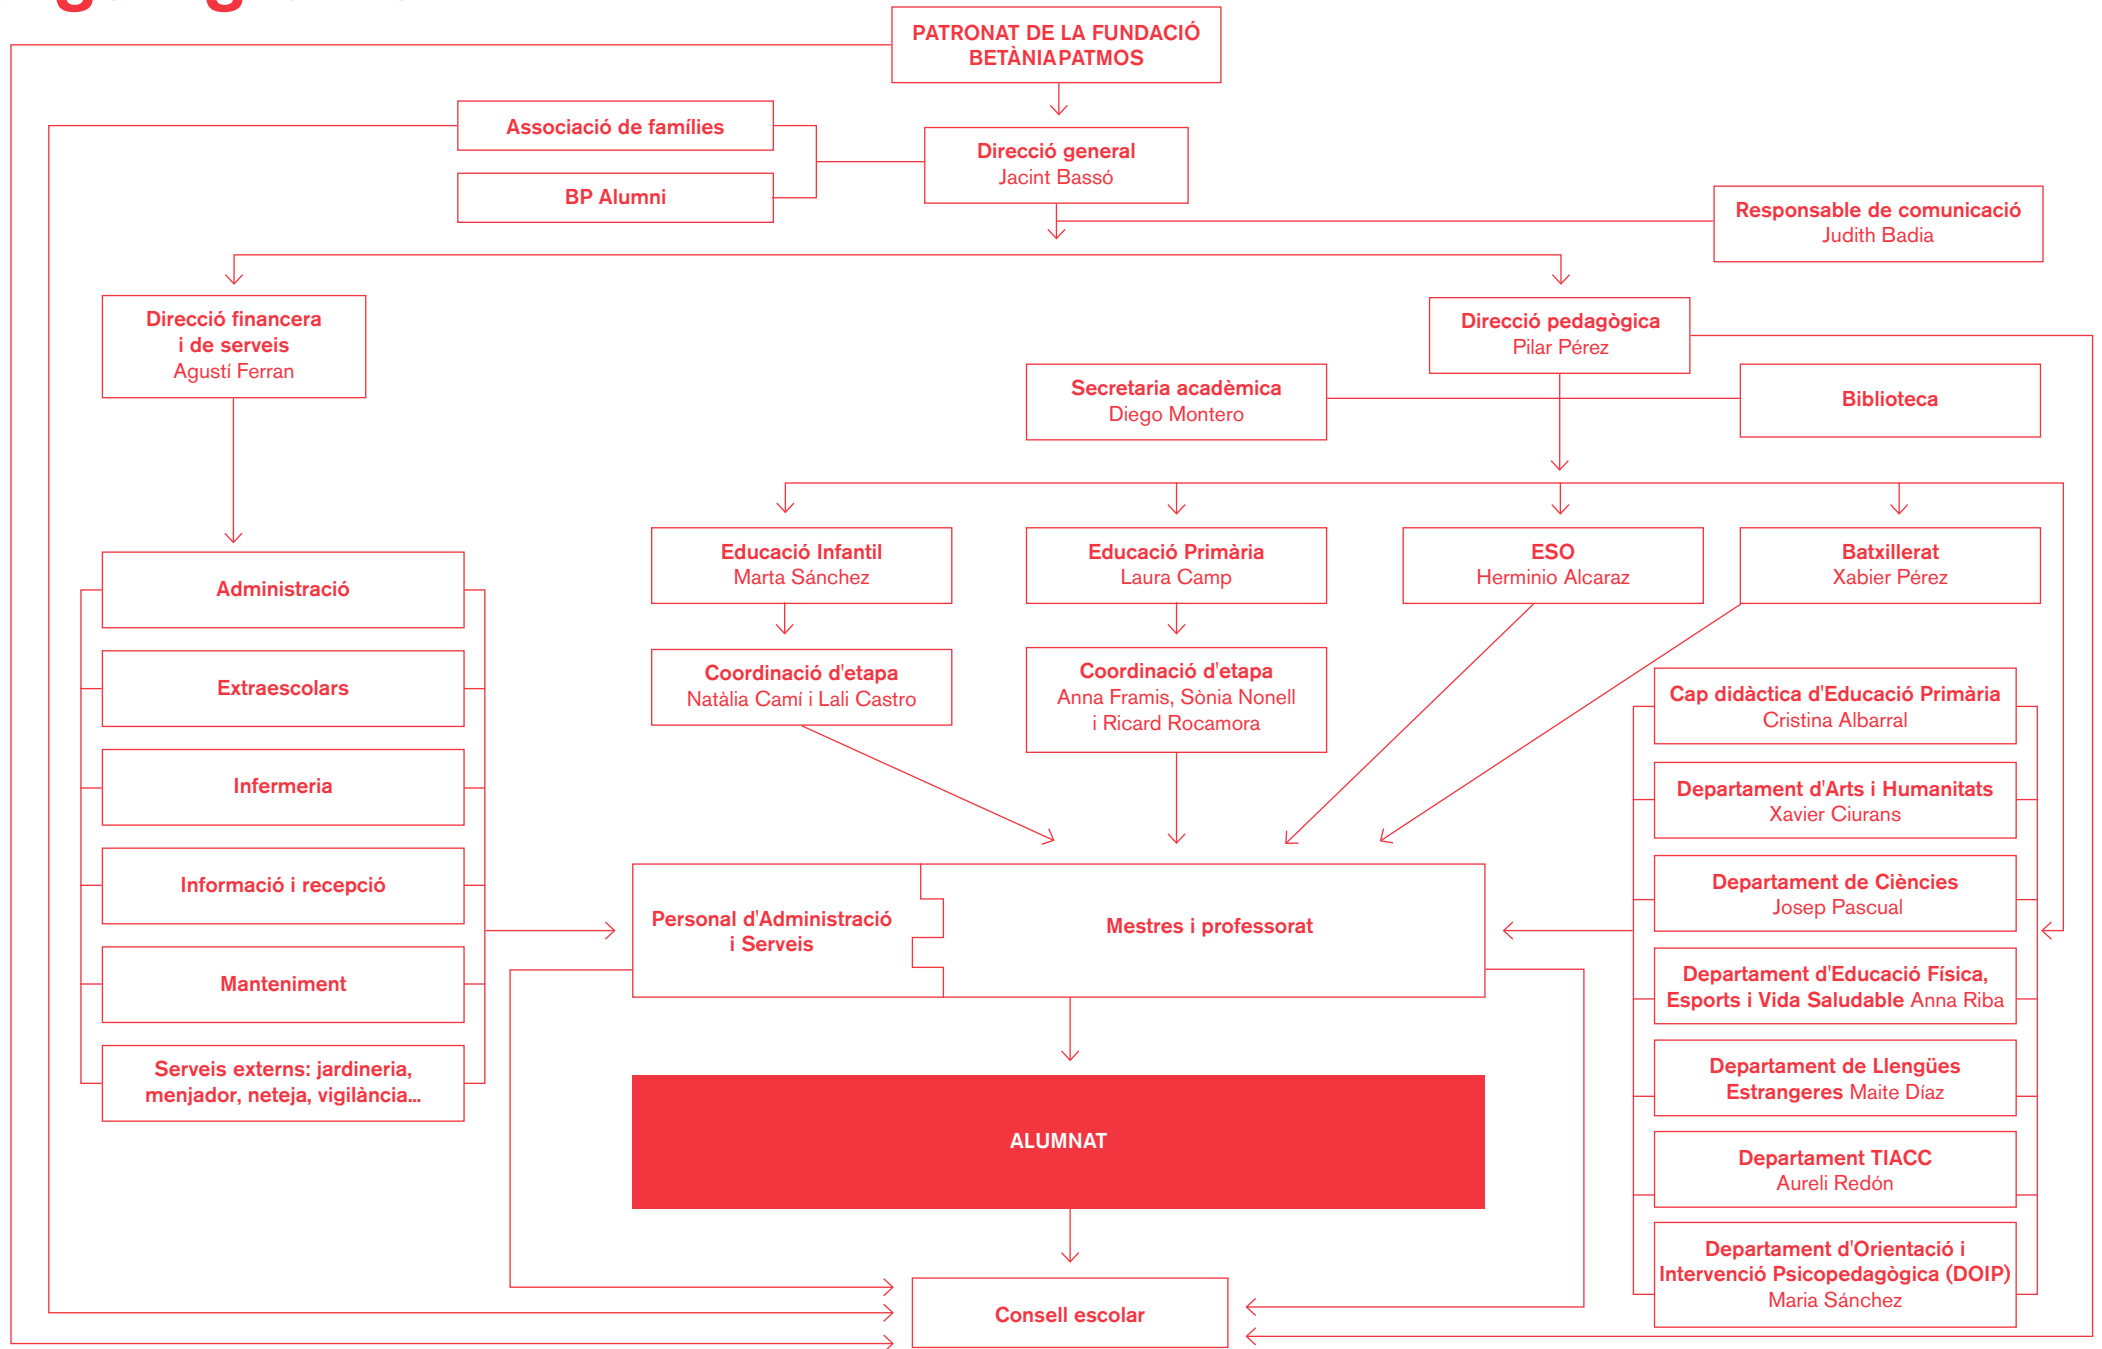 PATRONAT DE LA FUNDACIÓ
BETÀNIAPATMOS
Associació de famílies
BP Alumni
Direcció general
Jacint Bassó
Responsable de comunicació
Judith Badia
Direcció financera
i de serveis
Agustí Ferran
Direcció pedagògica
Pilar Pérez
Secretaria acadèmica
Diego Montero
Biblioteca
Educació Infantil
Marta Sánchez
Educació Primària
Laura Camp
ESO
Herminio Alcaraz
Batxillerat
Xabier Pérez
Coordinació d'etapa
Natàlia Camí i Lali Castro
Coordinació d'etapa
Anna Framis, Sònia Nonell
i Ricard Rocamora
Administració
Extraescolars
Infermeria
Informació i recepció
Manteniment
Serveis externs: jardineria,
menjador, neteja, vigilància...
Cap didàctica d'Educació Primària
Cristina Albarral
Departament d'Arts i Humanitats
Xavier Ciurans
Departament de Ciències
Josep Pascual
Departament d'Educació Física,
Esports i Vida Saludable Anna Riba
Departament de Llengües
Estrangeres Maite Díaz
Departament TIACC
Aureli Redón
Departament d'Orientació i
Intervenció Psicopedagògica (DOIP)
Maria Sánchez
Personal d'Administració
i Serveis
Mestres i professorat
ALUMNAT
Consell escolar